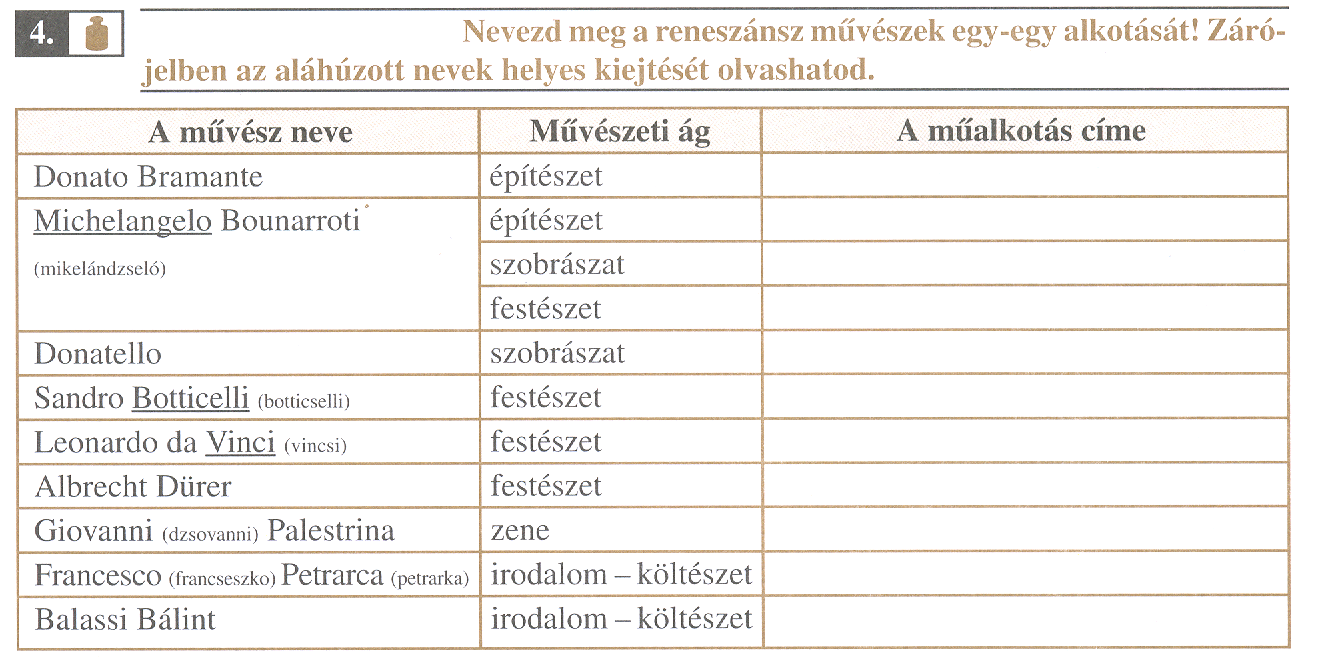 4.
Nevezd meg a reneszánsz művészek egy-egy alkotását! Záró-
jelben az aláhúzott nevek helyes kiejtését olvashatod.
A művész neve Művészeti ág A műalkotás címe
Donato Bramante építészet
Michelangelo Bounarroti építészet
(mikelándzseló) szobrászat
festészet
Donatello szobrászat
Sandro Botticelli (botticselli) festészet
Leonardo da Vinci (vincsi) festészet
Albrecht Dürer festészet
Giovanni (dzsovanni) Palestrina zene
Francesco (francseszko) Petrarca (petrarka) irodalom – költészet
Balassi Bálint irodalom – költészet